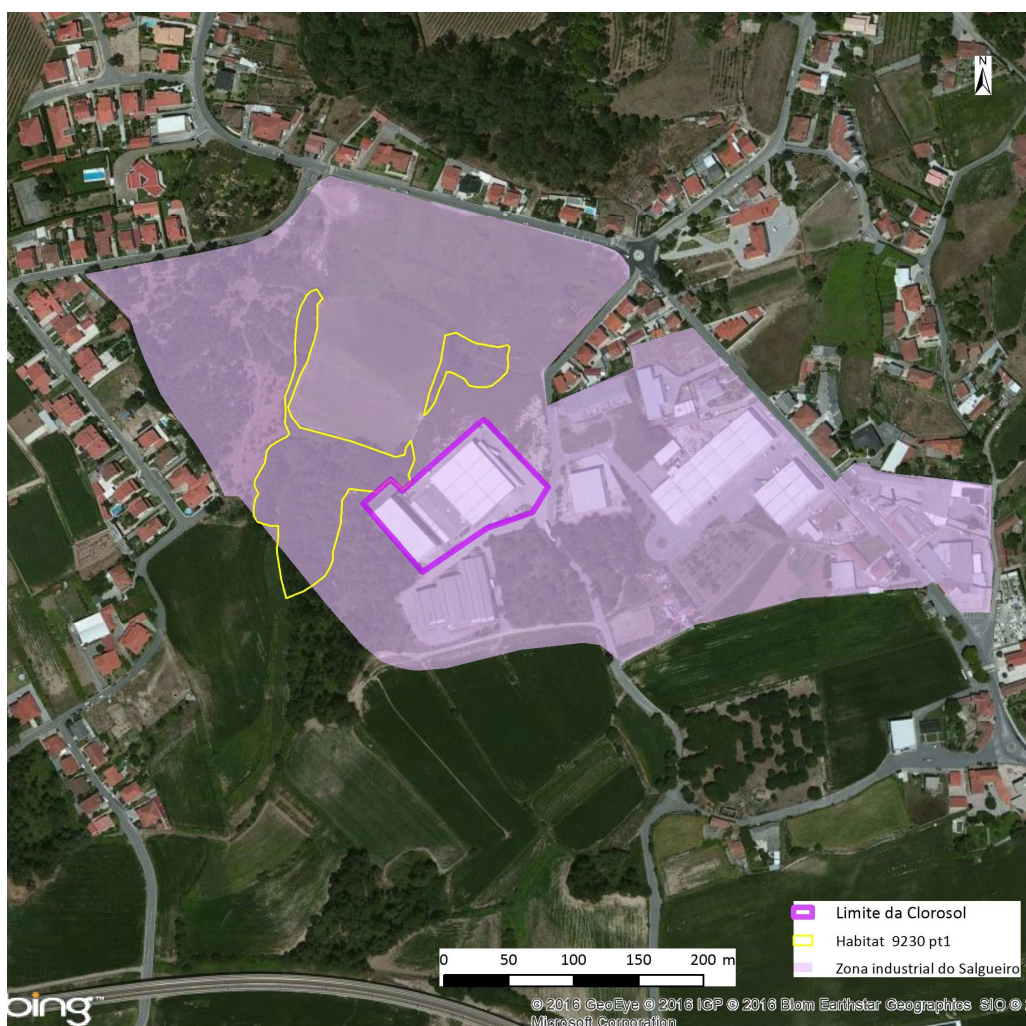 N
Limite da Clorosol
Habitat 9230 pt1
Zona industrial do Salgueiro
0 50 100 150 200 m
bing™
© 2016 GeoEye © 2016 IGP © 2016 Blom Earthstar Geographics SIO ©
Microsoft Corporation